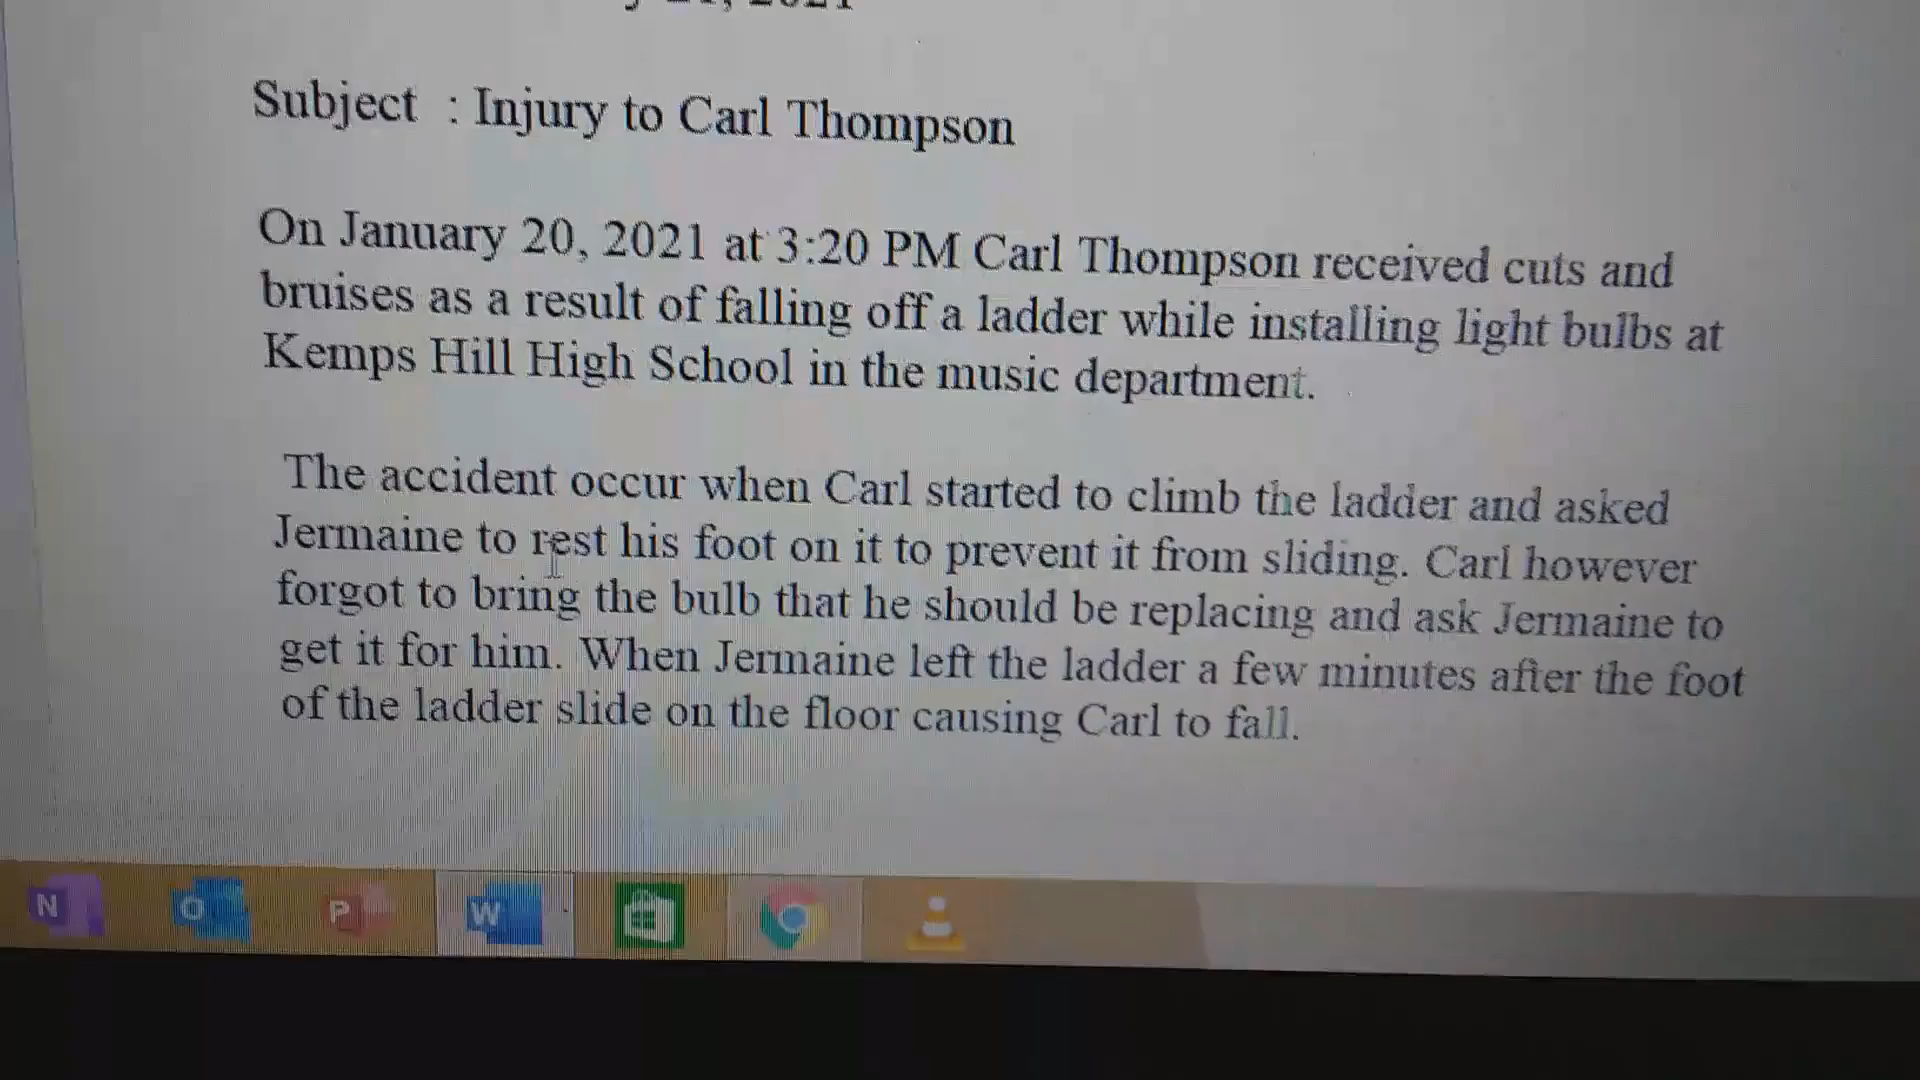 2021
Subject : Injury to Carl Thompson
On January 20, 2021 at 3:20 PM Carl Thompson received cuts and
bruises as a result of falling off a ladder while installing light bulbs at
Kemps Hill High School in the music department.
The accident occur when Carl started to climb the ladder and asked
Jermaine to rest his foot on it to prevent it from sliding. Carl however
forgot to bring the bulb that he should be replacing and ask Jermaine to
get it for him. When Jermaine left the ladder a few minutes after the foot
of the ladder slide on the floor causing Carl to fall.
N O P W